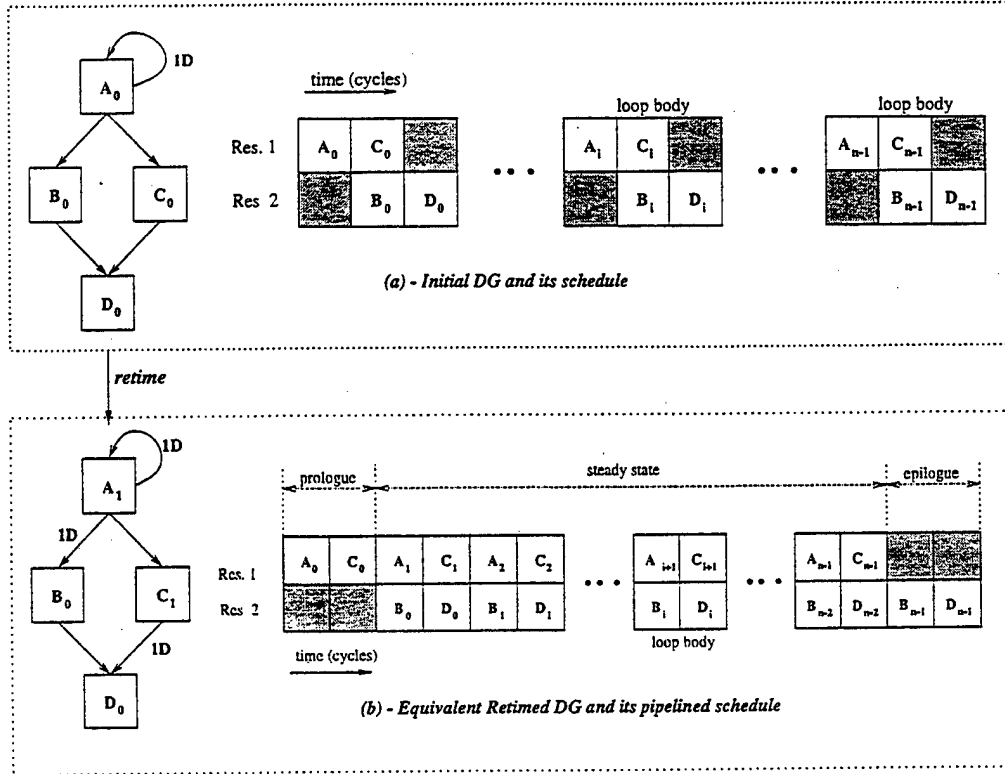 1D
A0
time (cycles)
loop body
loop body
Res. 1
A0 C0
Ai Ci
An-1 Cn-1
B0 C0
Res 2
B0 D0
Bi Di
Bn-1 Dn-1
D0
(a) - Initial DG and its schedule
retime
1D
A1
prologue
steady state
epilogue
1D
Res. 1
A0 C0 A1 C1 A2 C2
Ai+1 Ci+1
An-1 Cn-1
B0 C1
Res 2
B0 D0 B1 D1
Bi Di
Bn-2 Dn-2 Bn-1 Dn-1
loop body
1D
time (cycles)
D0
(b) - Equivalent Retimed DG and its pipelined schedule